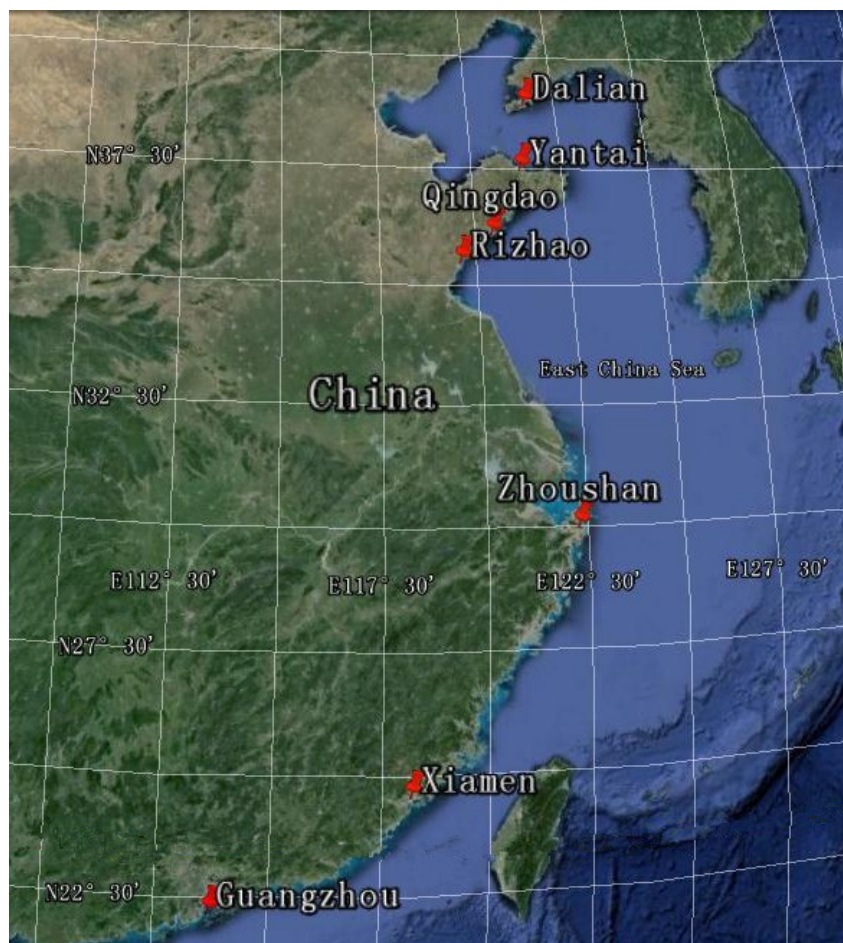 Dalian
N37° 30'
Yantai
Qingdao
Rizhao
East China Sea
N32° 30'
China
Zhoushan
E112° 30'
E117° 30'
E122° 30'
E127° 30'
N27° 30'
Xiamen
N22° 30'
Guangzhou